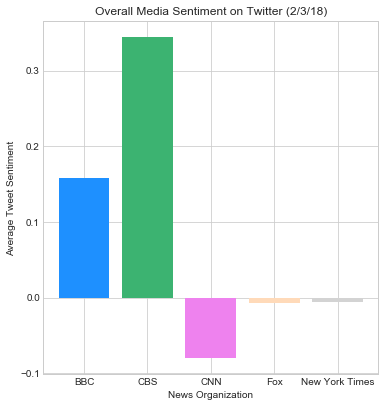 Overall Media Sentiment on Twitter (2/3/18)
Average Tweet Sentiment
0.3
0.2
0.1
0.0
−0.1
BBC CBS CNN Fox New York Times
News Organization